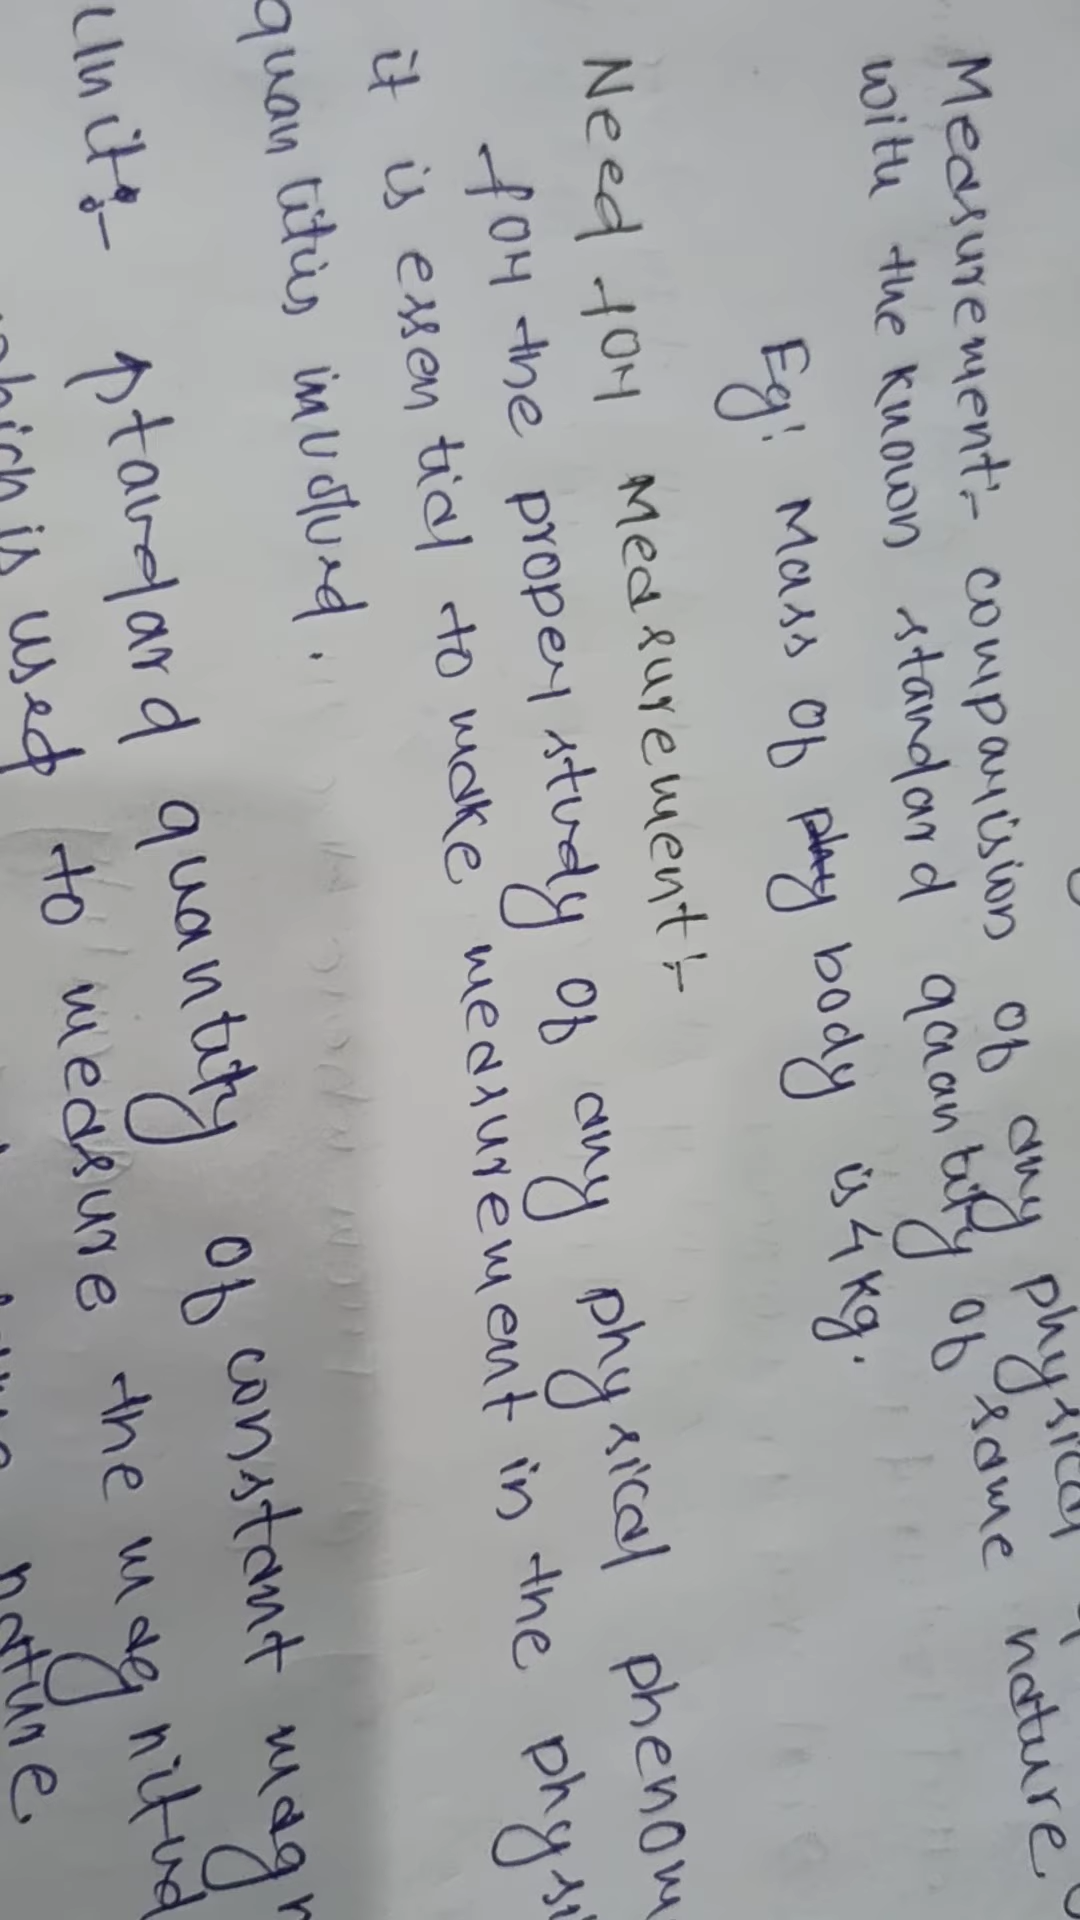 Measurement:- comparision of any physical
with the known standard qauantity of same nature
Eg: Mass of body is 4 kg.
Need for Measurement:-
for the proper study of any physical phenom
it is essential to make measurement in the physi
quantities involved.
Unit:- standard quantity of constant magn
which is used to measure the magnitud
nature.